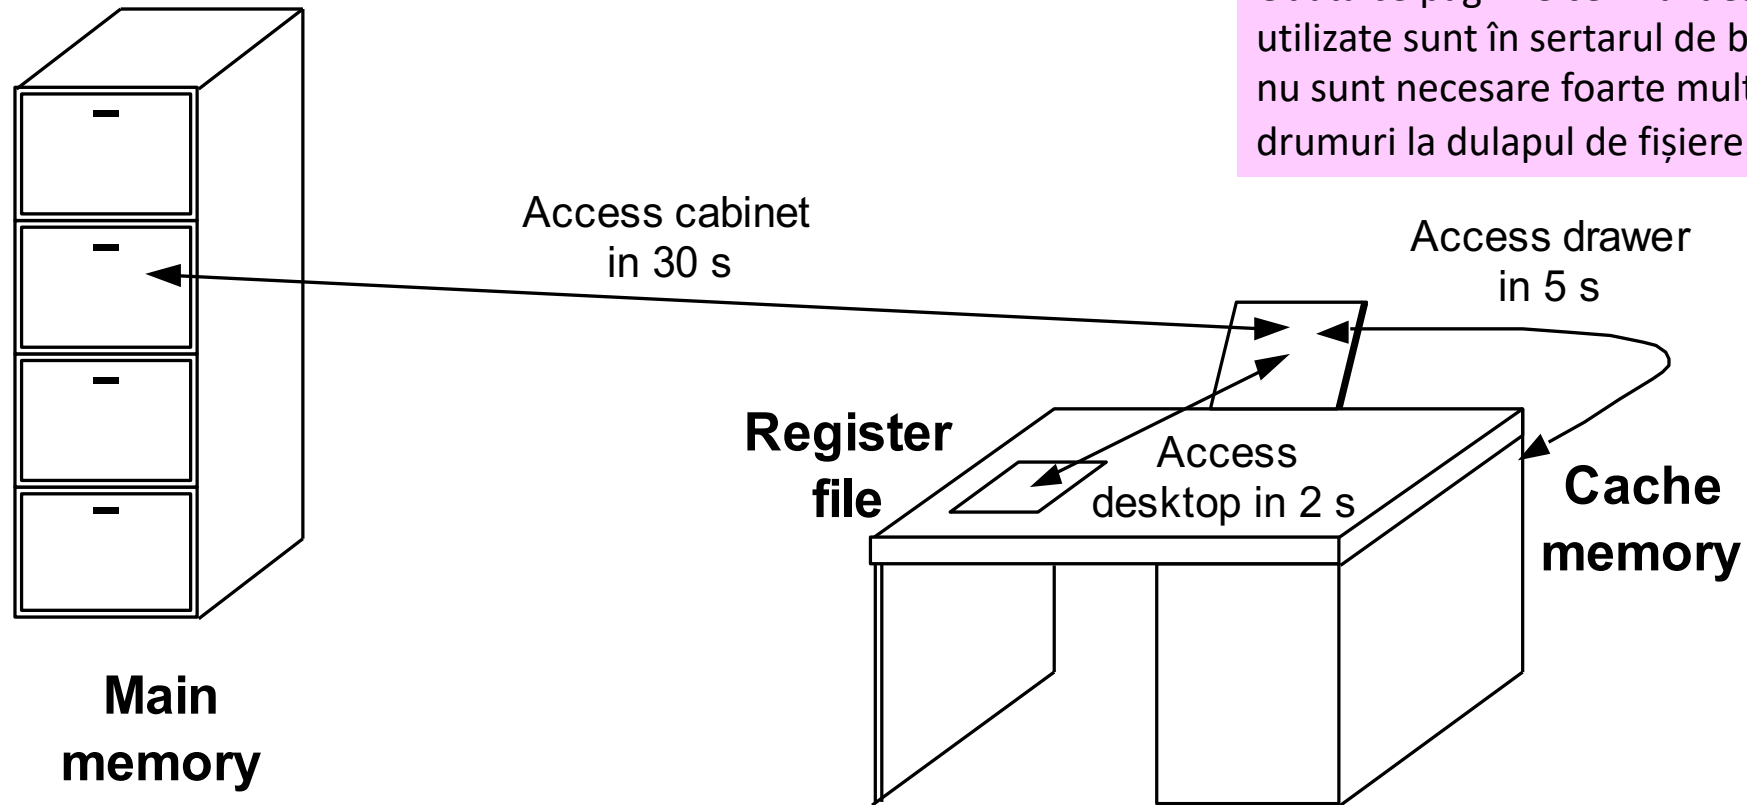 utilizate sunt în sertarul de
nu sunt necesare foarte
drumuri la dulapul de fișiere
Access cabinet
in 30 s
Access drawer
in 5 s
Register
file
Access
desktop in 2 s
Cache
memory
Main
memory